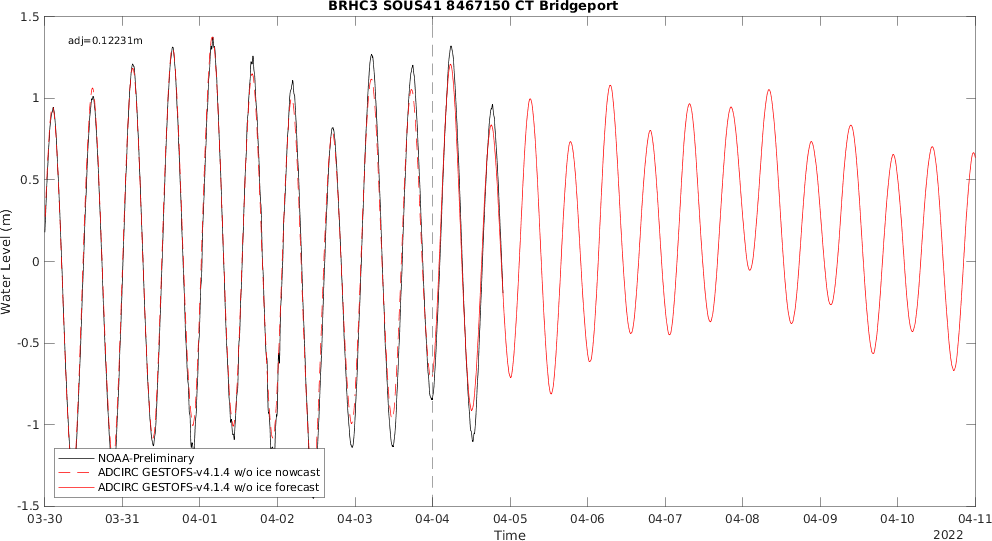 BRHC3 SOUS41 8467150 CT Bridgeport
adj=0.12231m
1.5
1
0.5
0
-0.5
-1
-1.5
Water Level (m)
NOAA-Preliminary
ADCIRC GESTOFS-v4.1.4 w/o ice nowcast
ADCIRC GESTOFS-v4.1.4 w/o ice forecast
03-30 03-31 04-01 04-02 04-03 04-04 04-05 04-06 04-07 04-08 04-09 04-10 04-11
Time
2022